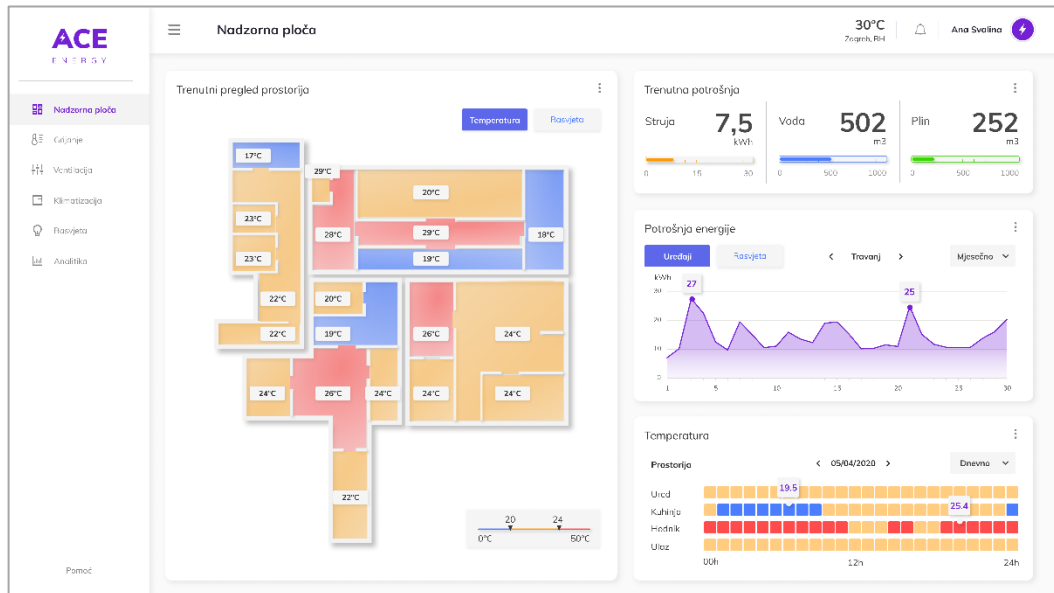 ACE
ENERGY
Nadzorna ploča
30°C
Zagreb, RH
Ana Svalina
Nadzorna ploča
Grijanje
Ventilacija
Klimatizacija
Rasvjeta
Analitika
Pomoć
Trenutni pregled prostorija
Temperatura
Rasvjeta
17°C
29°C
20°C
23°C
28°C
29°C
18°C
23°C
19°C
22°C
20°C
22°C
19°C
26°C
24°C
24°C
26°C
24°C
24°C
24°C
22°C
20
24
0°C
50°C
Trenutna potrošnja
Struja
7,5
kWh
0
15
30
Voda
502
m3
0
500
1000
Plin
252
m3
0
500
1000
Potrošnja energije
Uređaji
Rasvjeta
Travanj
Mjesečno
kWh
30
20
10
0
27
25
1
5
10
15
20
25
30
Temperatura
Prostorija
05/04/2020
Dnevno
Ured
Kuhinja
Hodnik
Ulaz
19.5
25.4
00h
12h
24h